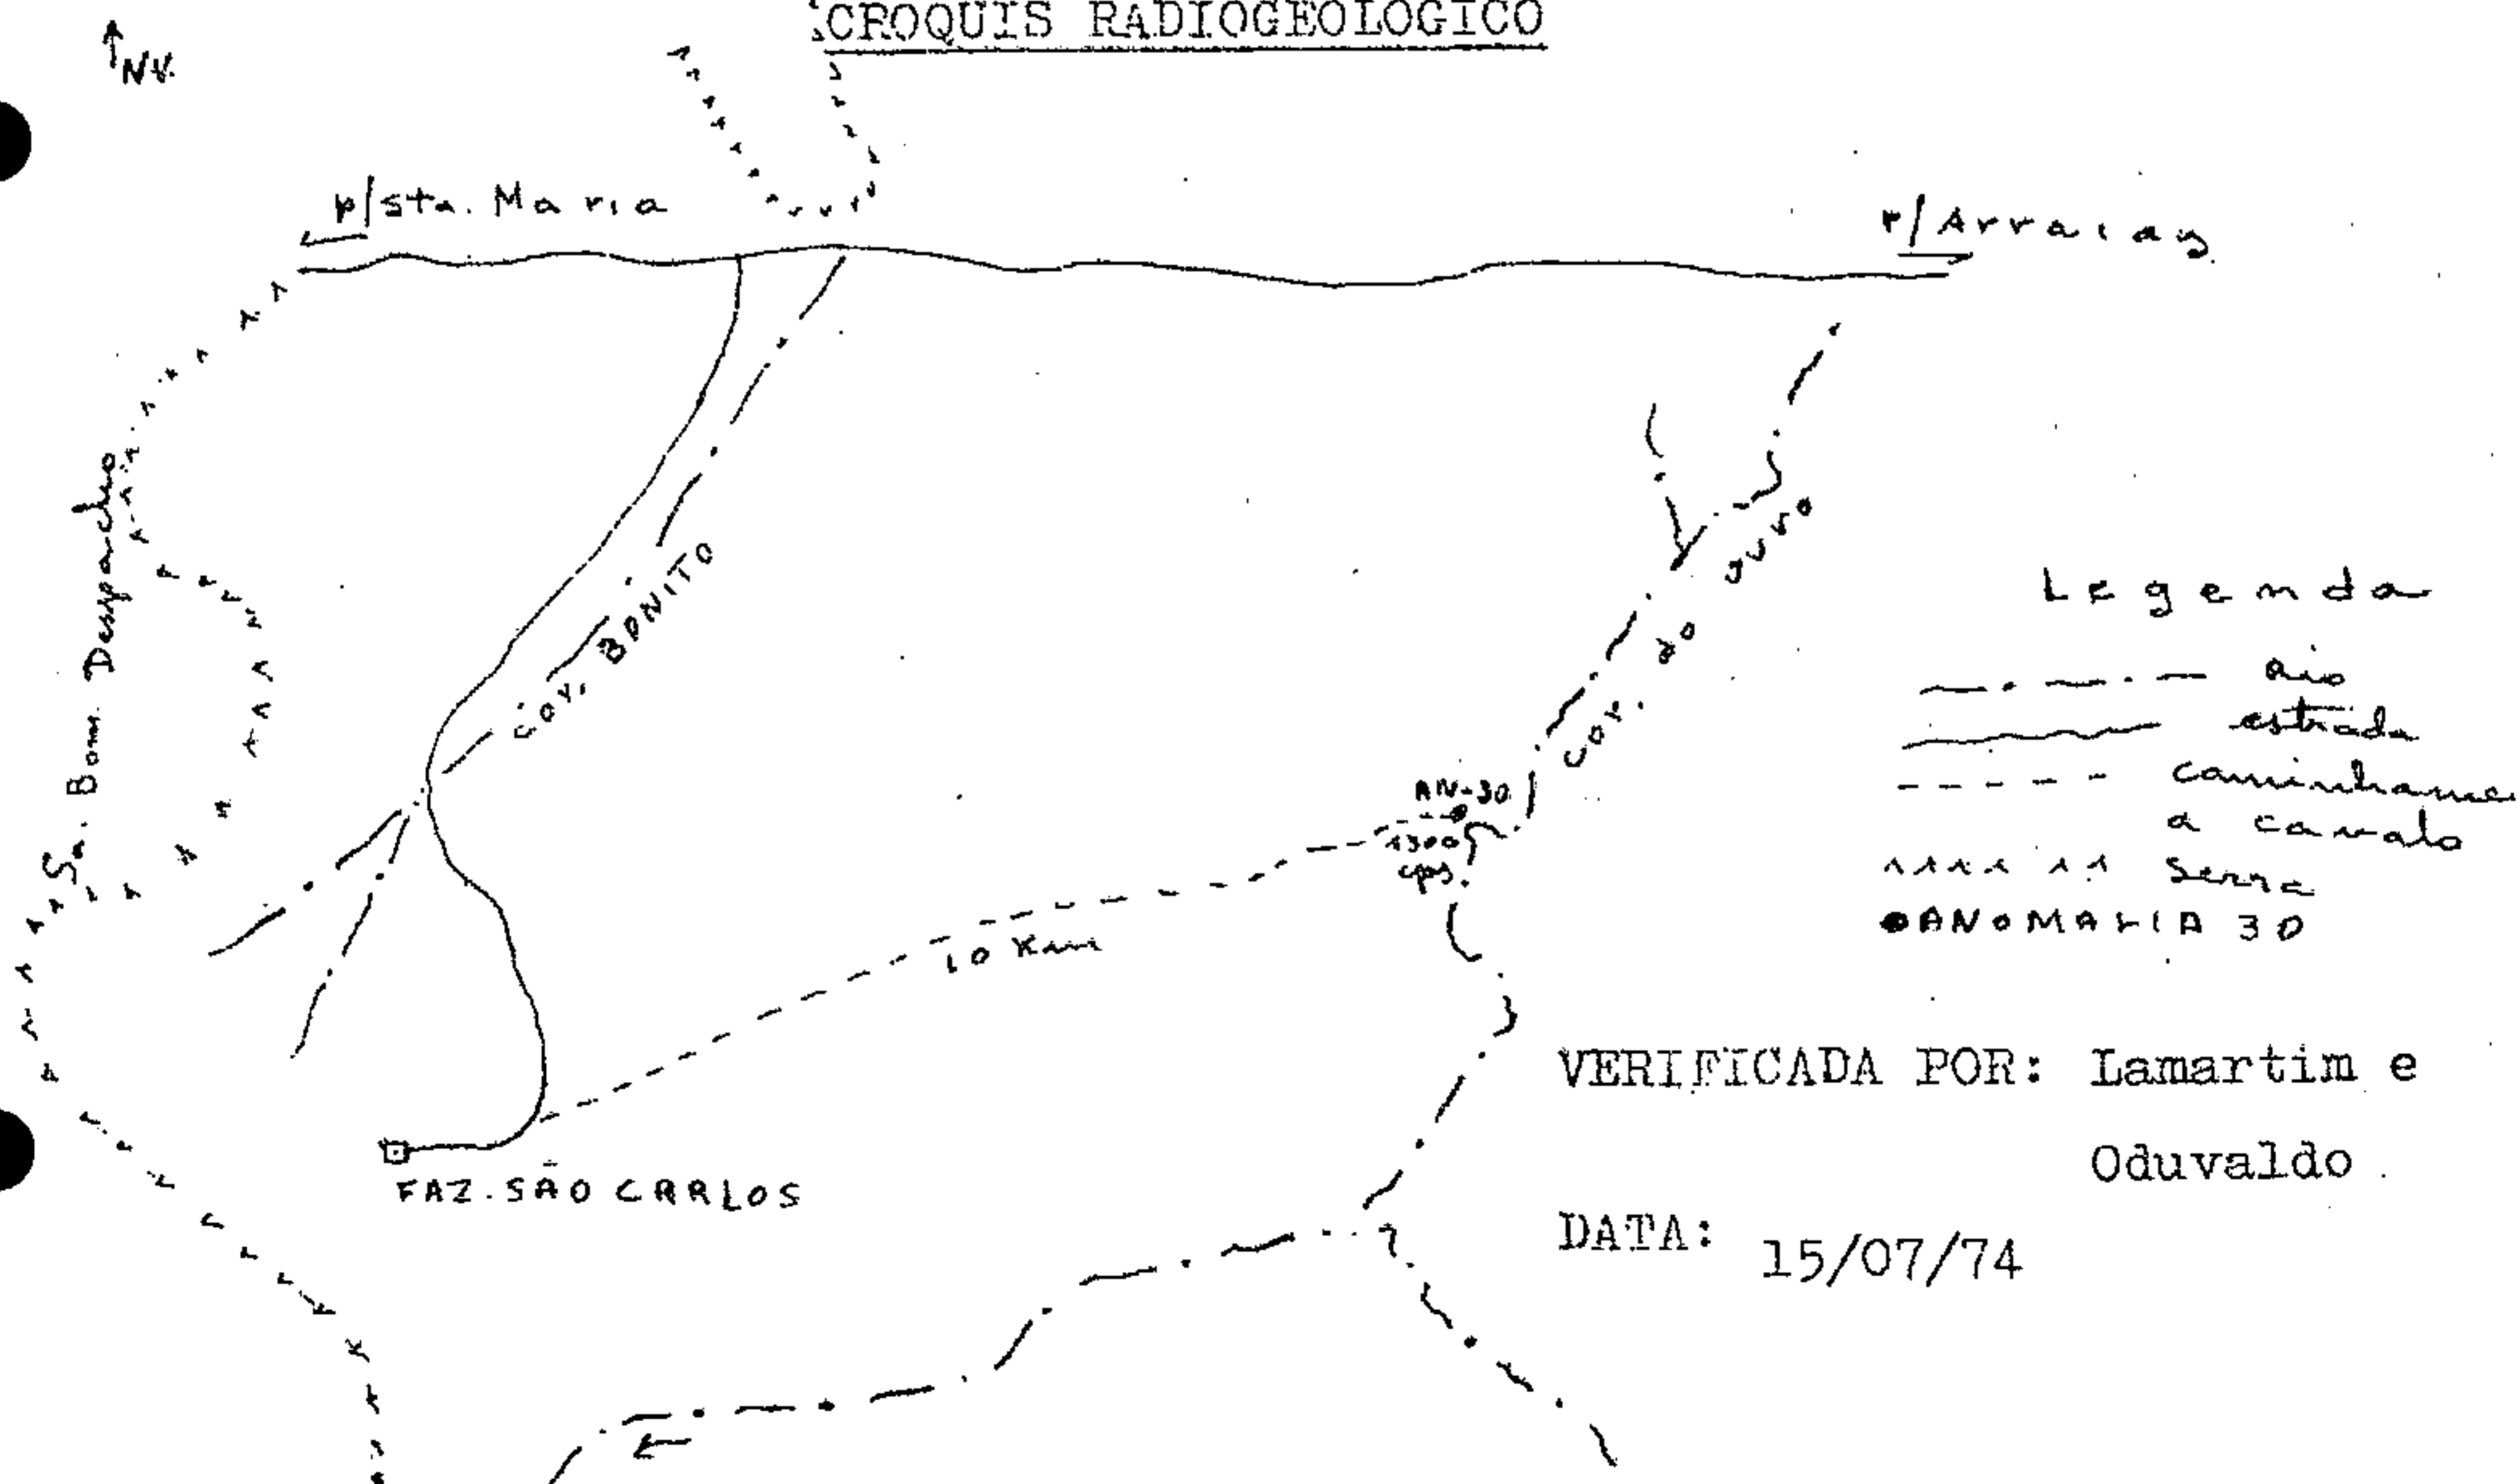 CROQUIS RADIOGEOLOGICO
NV.
p/Sta. Maria
p/Arraias
Sa. Bom Despacho
COR. BONITO
COR. DO OURO
Legenda
Rio
estrada
caminhame
a cavalo
Serra
ANOMALIA 30
AN-30
1300
cps.
10 Km
FAZ. SÃO CARLOS
VERIFICADA POR: Lamartim e
Oduvaldo.
DATA: 15/07/74